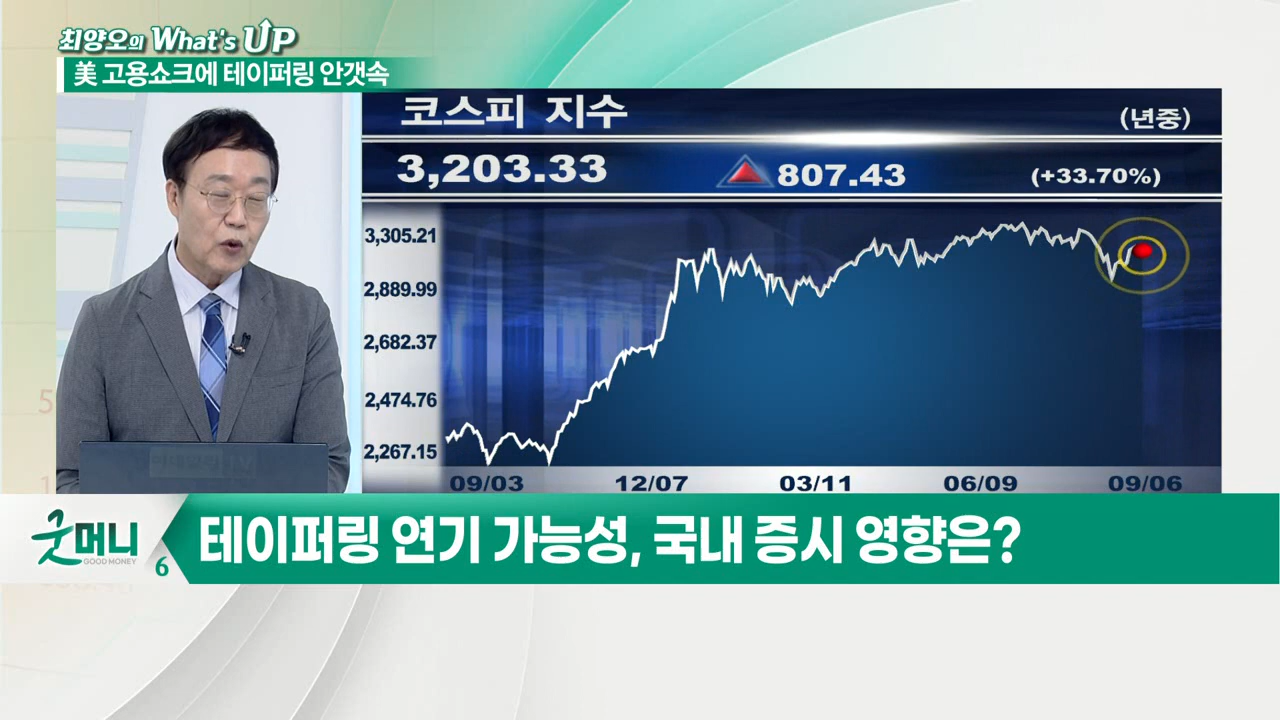 최양오의 What's UP
美 고용쇼크에 테이퍼링 안갯속
코스피 지수
(년중)
3,203.33
807.43
(+33.70%)
3,305.21
2,889.99
2,682.37
2,474.76
2,267.15
09/03
12/07
03/11
06/09
09/06
굿머니
GOOD MONEY
6
테이퍼링 연기 가능성, 국내 증시 영향은?